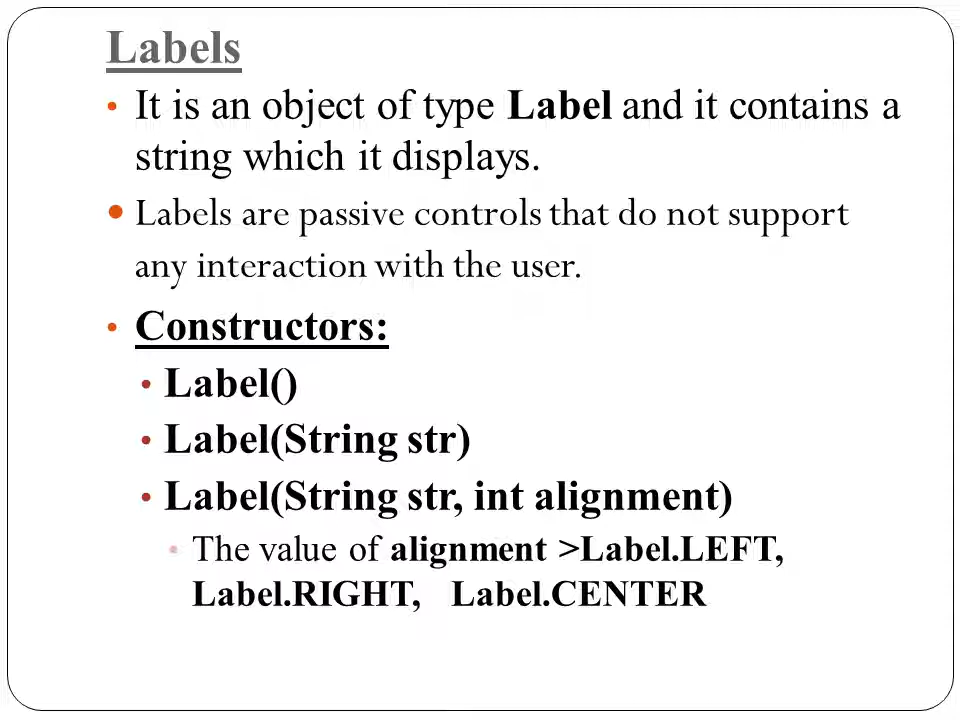 Labels
• It is an object of type Label and it contains a
string which it displays.
• Labels are passive controls that do not support
any interaction with the user.
• Constructors:
• Label()
• Label(String str)
• Label(String str, int alignment)
• The value of alignment >Label.LEFT,
Label.RIGHT, Label.CENTER